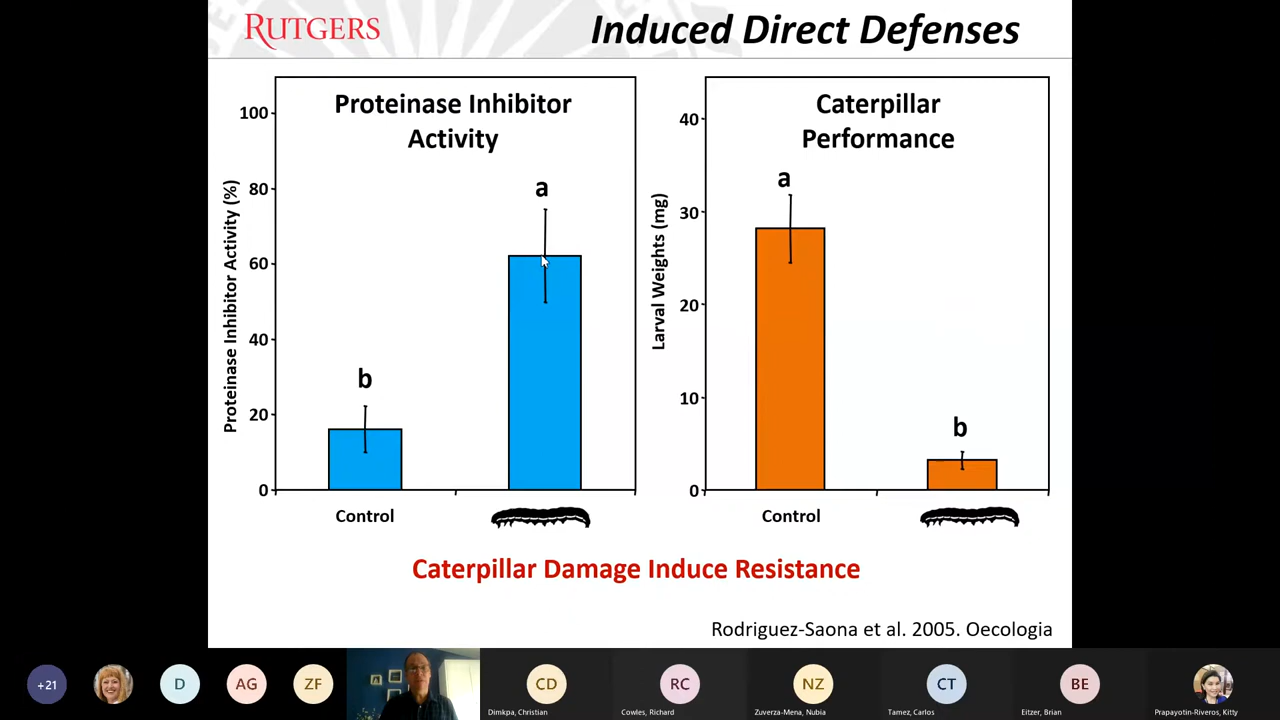 RUTGERS
Induced Direct Defenses
Proteinase Inhibitor
Activity
Proteinase Inhibitor Activity (%)
100
80
60
40
20
0
a
b
Control
Caterpillar
Performance
Larval Weights (mg)
40
30
20
10
0
a
b
Control
Caterpillar Damage Induce Resistance
Rodriguez-Saona et al. 2005. Oecologia
+21
D
AG
ZF
CD
Dimkpa, Christian
RC
Cowles, Richard
NZ
Zuverza-Mena, Nubia
CT
Tamez, Carlos
BE
Eitzer, Brian
Prapayotin-Riveros, Kitty